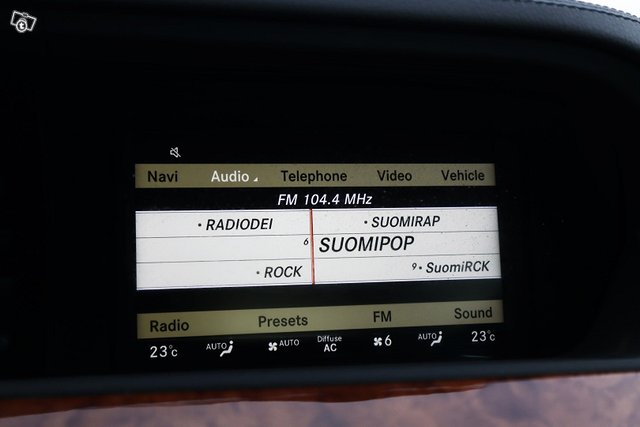 Navi Audio Telephone Video Vehicle
FM 104.4 MHz
• RADIODEI • SUOMIRAP
6 SUOMIPOP
• ROCK 9• SuomiRCK
Radio Presets FM Sound
23°C AUTO AUTO Diffuse AC 6 AUTO 23°C